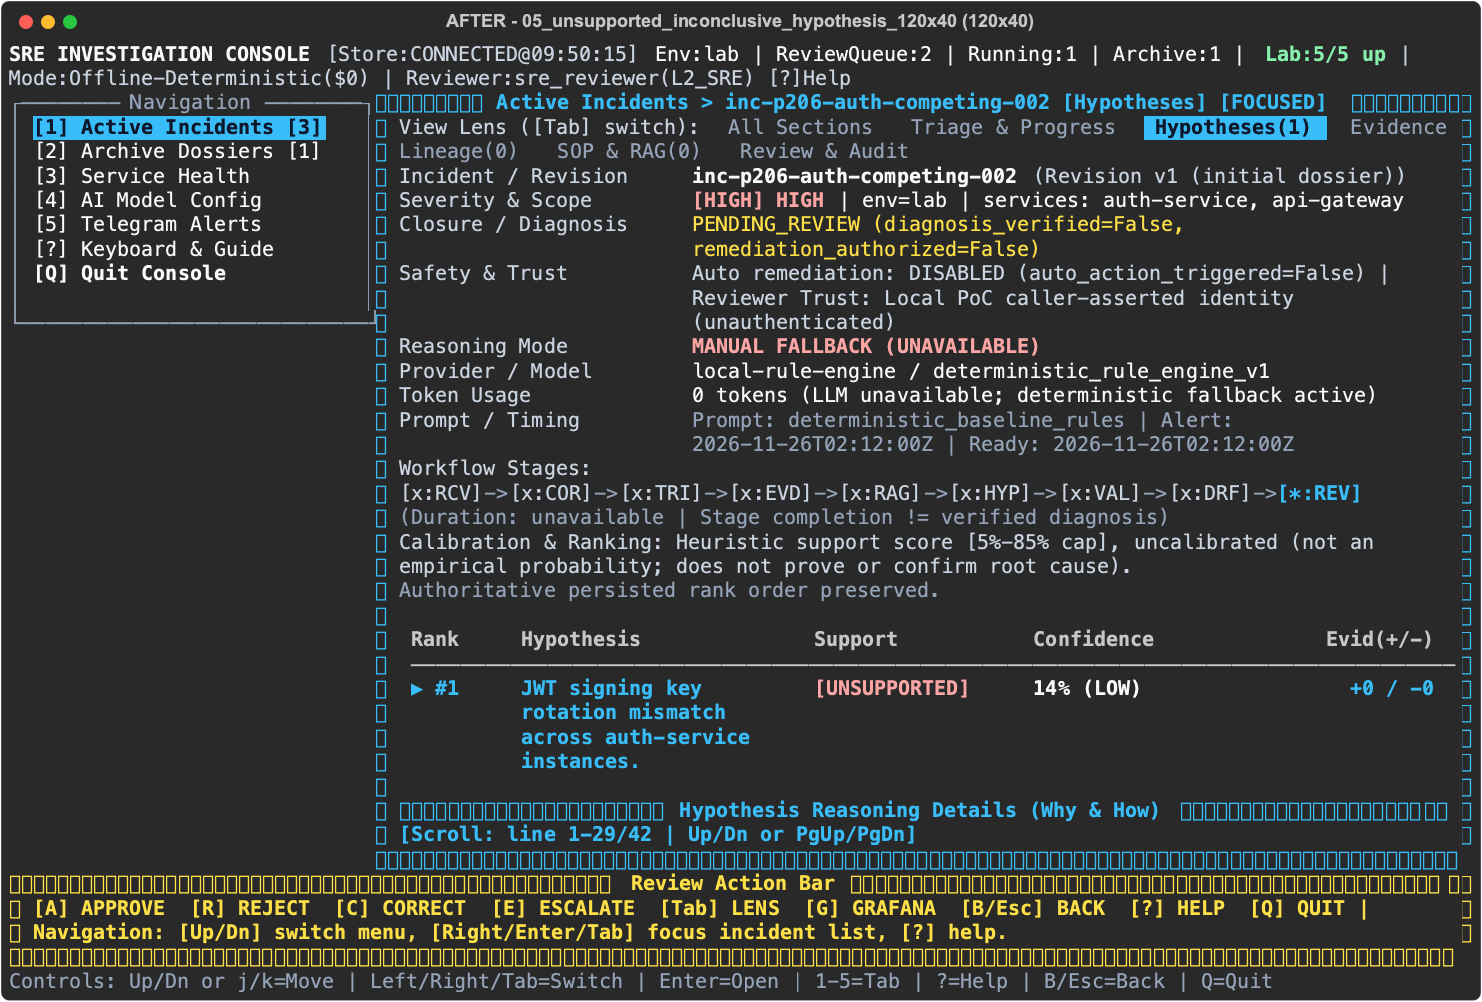 AFTER - 05_unsupported_inconclusive_hypothesis_120x40 (120x40)
SRE INVESTIGATION CONSOLE [Store:CONNECTED@09:50:15] Env:lab | ReviewQueue:2 | Running:1 | Archive:1 | Lab:5/5 up |
Mode:Offline-Deterministic($0) | Reviewer:sre_reviewer(L2_SRE) [?]Help
Navigation
[1] Active Incidents [3]
[2] Archive Dossiers [1]
[3] Service Health
[4] AI Model Config
[5] Telegram Alerts
[?] Keyboard & Guide
[Q] Quit Console
Active Incidents > inc-p206-auth-competing-002 [Hypotheses] [FOCUSED]
View Lens ([Tab] switch): All Sections Triage & Progress Hypotheses(1) Evidence
Lineage(0) SOP & RAG(0) Review & Audit
Incident / Revision inc-p206-auth-competing-002 (Revision v1 (initial dossier))
Severity & Scope [HIGH] HIGH | env=lab | services: auth-service, api-gateway
Closure / Diagnosis PENDING_REVIEW (diagnosis_verified=False,
remediation_authorized=False)
Safety & Trust Auto remediation: DISABLED (auto_action_triggered=False) |
Reviewer Trust: Local PoC caller-asserted identity
(unauthenticated)
Reasoning Mode MANUAL FALLBACK (UNAVAILABLE)
Provider / Model local-rule-engine / deterministic_rule_engine_v1
Token Usage 0 tokens (LLM unavailable; deterministic fallback active)
Prompt / Timing Prompt: deterministic_baseline_rules | Alert:
2026-11-26T02:12:00Z | Ready: 2026-11-26T02:12:00Z
Workflow Stages:
[x:RCV]->[x:COR]->[x:TRI]->[x:EVD]->[x:RAG]->[x:HYP]->[x:VAL]->[x:DRF]->[*:REV]
(Duration: unavailable | Stage completion != verified diagnosis)
Calibration & Ranking: Heuristic support score [5%-85% cap], uncalibrated (not an
empirical probability; does not prove or confirm root cause).
Authoritative persisted rank order preserved.
Rank Hypothesis Support Confidence Evid(+/-)
▶ #1 JWT signing key [UNSUPPORTED] 14% (LOW) +0 / -0
rotation mismatch
across auth-service
instances.
Hypothesis Reasoning Details (Why & How)
[Scroll: line 1-29/42 | Up/Dn or PgUp/PgDn]
Review Action Bar
[A] APPROVE [R] REJECT [C] CORRECT [E] ESCALATE [Tab] LENS [G] GRAFANA [B/Esc] BACK [?] HELP [Q] QUIT |
Navigation: [Up/Dn] switch menu, [Right/Enter/Tab] focus incident list, [?] help.
Controls: Up/Dn or j/k=Move | Left/Right/Tab=Switch | Enter=Open | 1-5=Tab | ?=Help | B/Esc=Back | Q=Quit